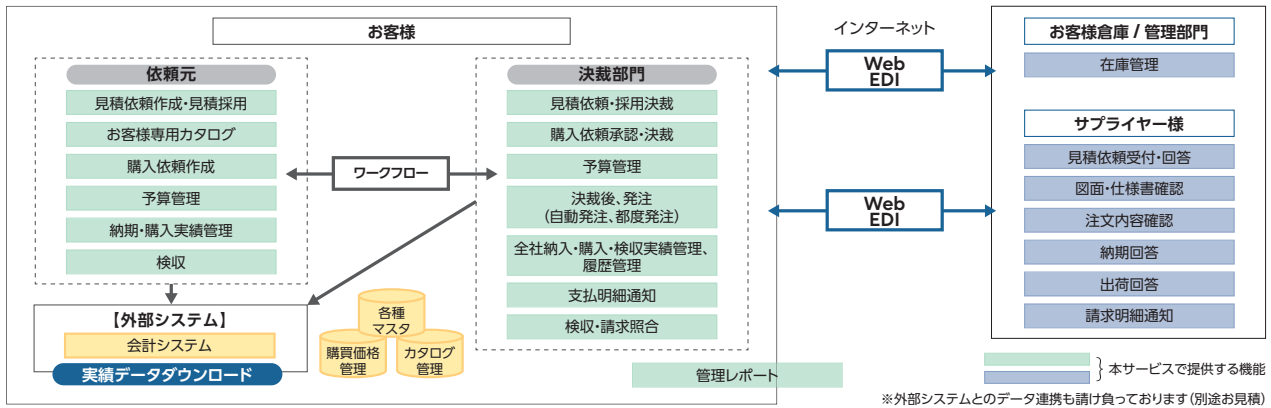 お客様
依頼元
見積依頼作成・見積採用
お客様専用カタログ
購入依頼作成
予算管理
納期・購入実績管理
検収
ワークフロー
決裁部門
見積依頼・採用決裁
購入依頼承認・決裁
予算管理
決裁後、発注
(自動発注、都度発注)
全社納入・購入・検収実績管理、
履歴管理
支払明細通知
検収・請求照合
【外部システム】
会計システム
実績データダウンロード
各種
マスタ
購買価格
管理
カタログ
管理
管理レポート
インターネット
Web
EDI
Web
EDI
お客様倉庫 / 管理部門
在庫管理
サプライヤー様
見積依頼受付・回答
図面・仕様書確認
注文内容確認
納期回答
出荷回答
請求明細通知
本サービスで提供する機能
※外部システムとのデータ連携も請け負っております(別途お見積)